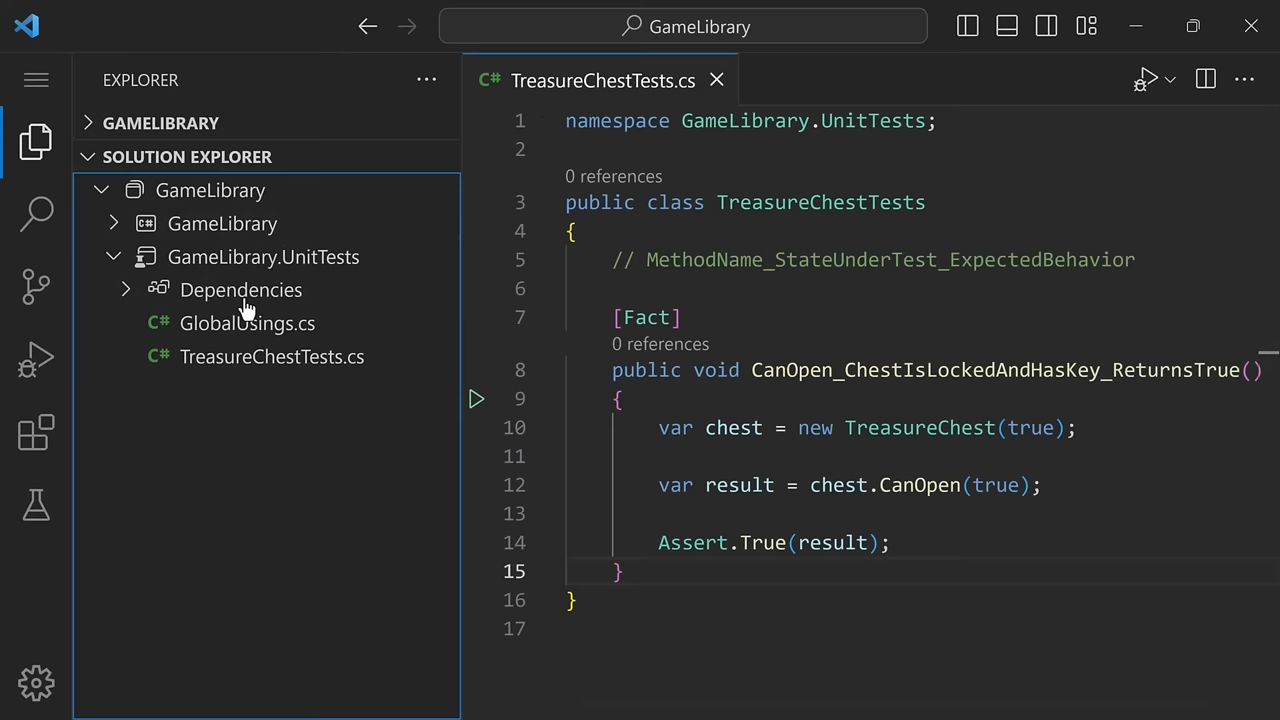 GameLibrary
EXPLORER
GAMELIBRARY
SOLUTION EXPLORER
GameLibrary
GameLibrary
GameLibrary.UnitTests
Dependencies
C# GlobalUsings.cs
C# TreasureChestTests.cs
C# TreasureChestTests.cs
1 namespace GameLibrary.UnitTests;
2
0 references
3 public class TreasureChestTests
4 {
5 // MethodName_StateUnderTest_ExpectedBehavior
6
7 [Fact]
0 references
8 public void CanOpen_ChestIsLockedAndHasKey_ReturnsTrue()
9 {
10 var chest = new TreasureChest(true);
11
12 var result = chest.CanOpen(true);
13
14 Assert.True(result);
15 }
16 }
17